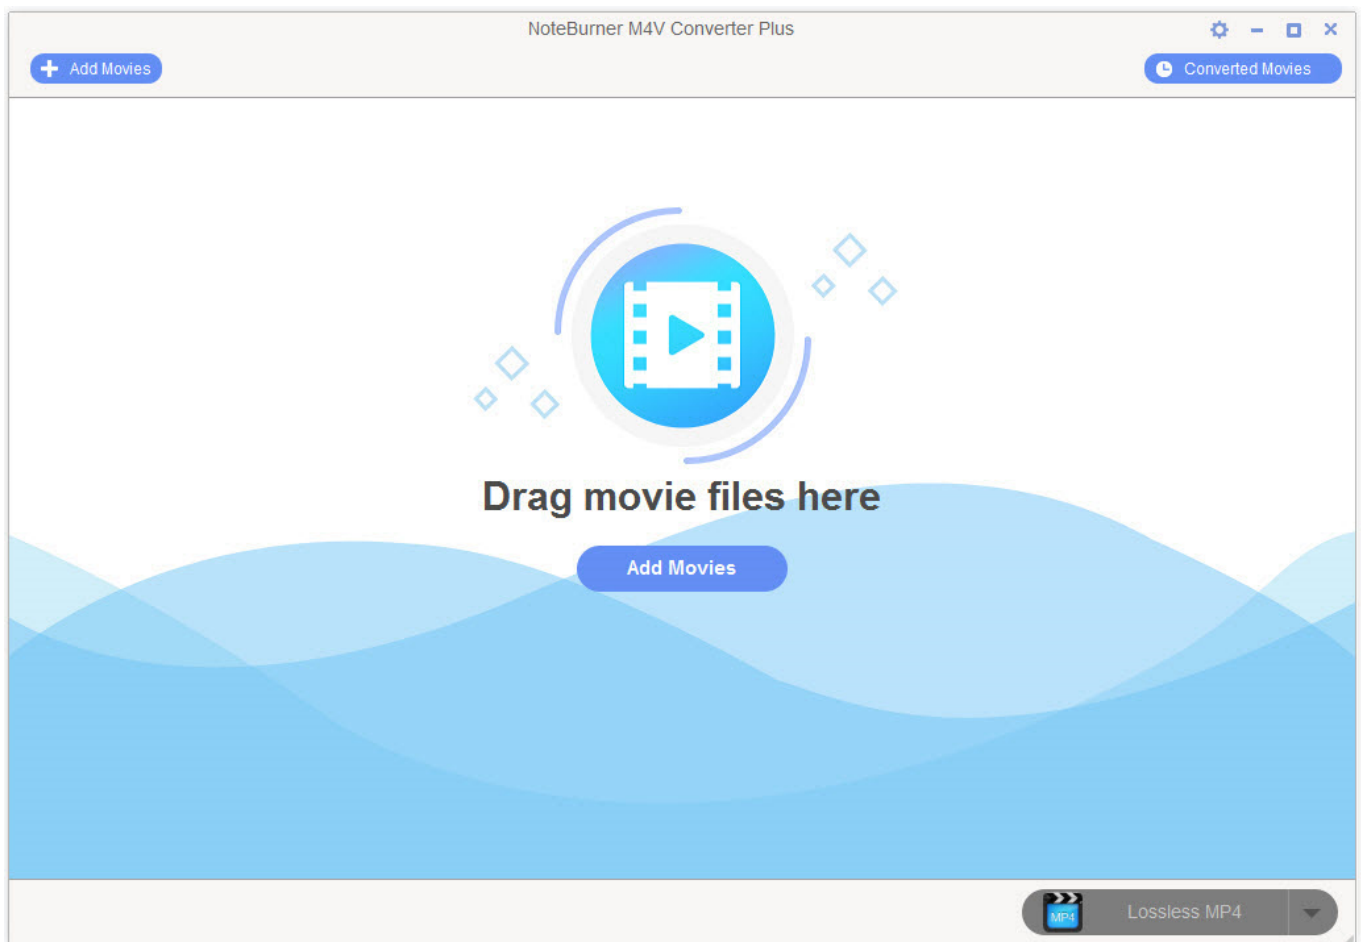 NoteBurner M4V Converter Plus
Add Movies
Converted Movies
Drag movie files here
Add Movies
MP4
Lossless MP4